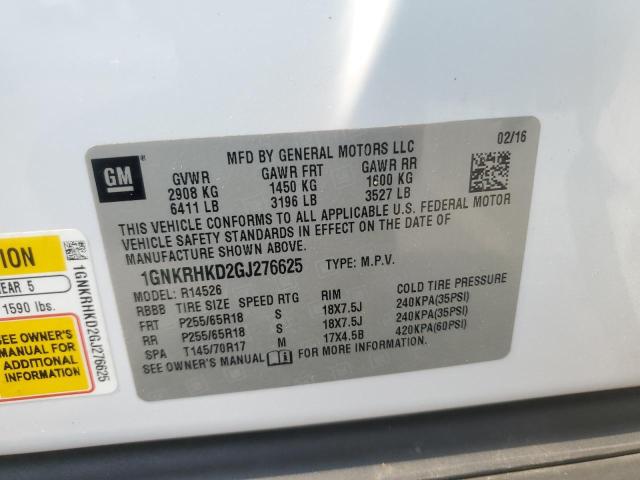 GM
MFD BY GENERAL MOTORS LLC
02/16
GVWR GAWR FRT GAWR RR
2908 KG 1450 KG 1600 KG
6411 LB 3196 LB 3527 LB
THIS VEHICLE CONFORMS TO ALL APPLICABLE U.S. FEDERAL MOTOR
VEHICLE SAFETY STANDARDS IN EFFECT ON THE DATE OF
MANUFACTURE SHOWN ABOVE.
1GNKRHKD2GJ276625 TYPE: M.P.V.
MODEL: R14526
RBBB TIRE SIZE SPEED RTG RIM COLD TIRE PRESSURE
FRT P255/65R18 S 18X7.5J 240KPA(35PSI)
RR P255/65R18 S 18X7.5J 240KPA(35PSI)
SPA T145/70R17 M 17X4.5B 420KPA(60PSI)
SEE OWNER'S MANUAL FOR MORE INFORMATION.
EAR 5
1590 lbs.
SEE OWNER'S
MANUAL FOR
1GNKRHKD2GJ276625